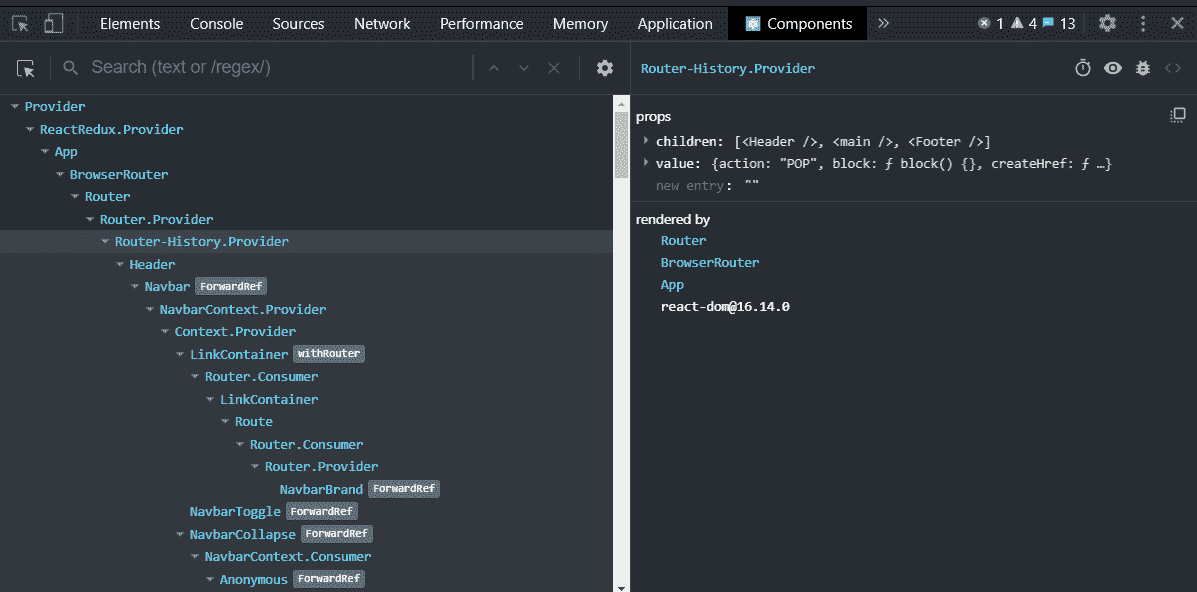 Elements Console Sources Network Performance Memory Application Components 1 4 13
Search (text or /regex/)
Provider
ReactRedux.Provider
App
BrowserRouter
Router
Router.Provider
Router-History.Provider
Header
Navbar ForwardRef
NavbarContext.Provider
Context.Provider
LinkContainer withRouter
Router.Consumer
LinkContainer
Route
Router.Consumer
Router.Provider
NavbarBrand ForwardRef
NavbarToggle ForwardRef
NavbarCollapse ForwardRef
NavbarContext.Consumer
Anonymous ForwardRef
Router-History.Provider
props
children: [<Header />, <main />, <Footer />]
value: {action: "POP", block: ƒ block() {}, createHref: ƒ …}
new entry: ""
rendered by
Router
BrowserRouter
App
react-dom@16.14.0